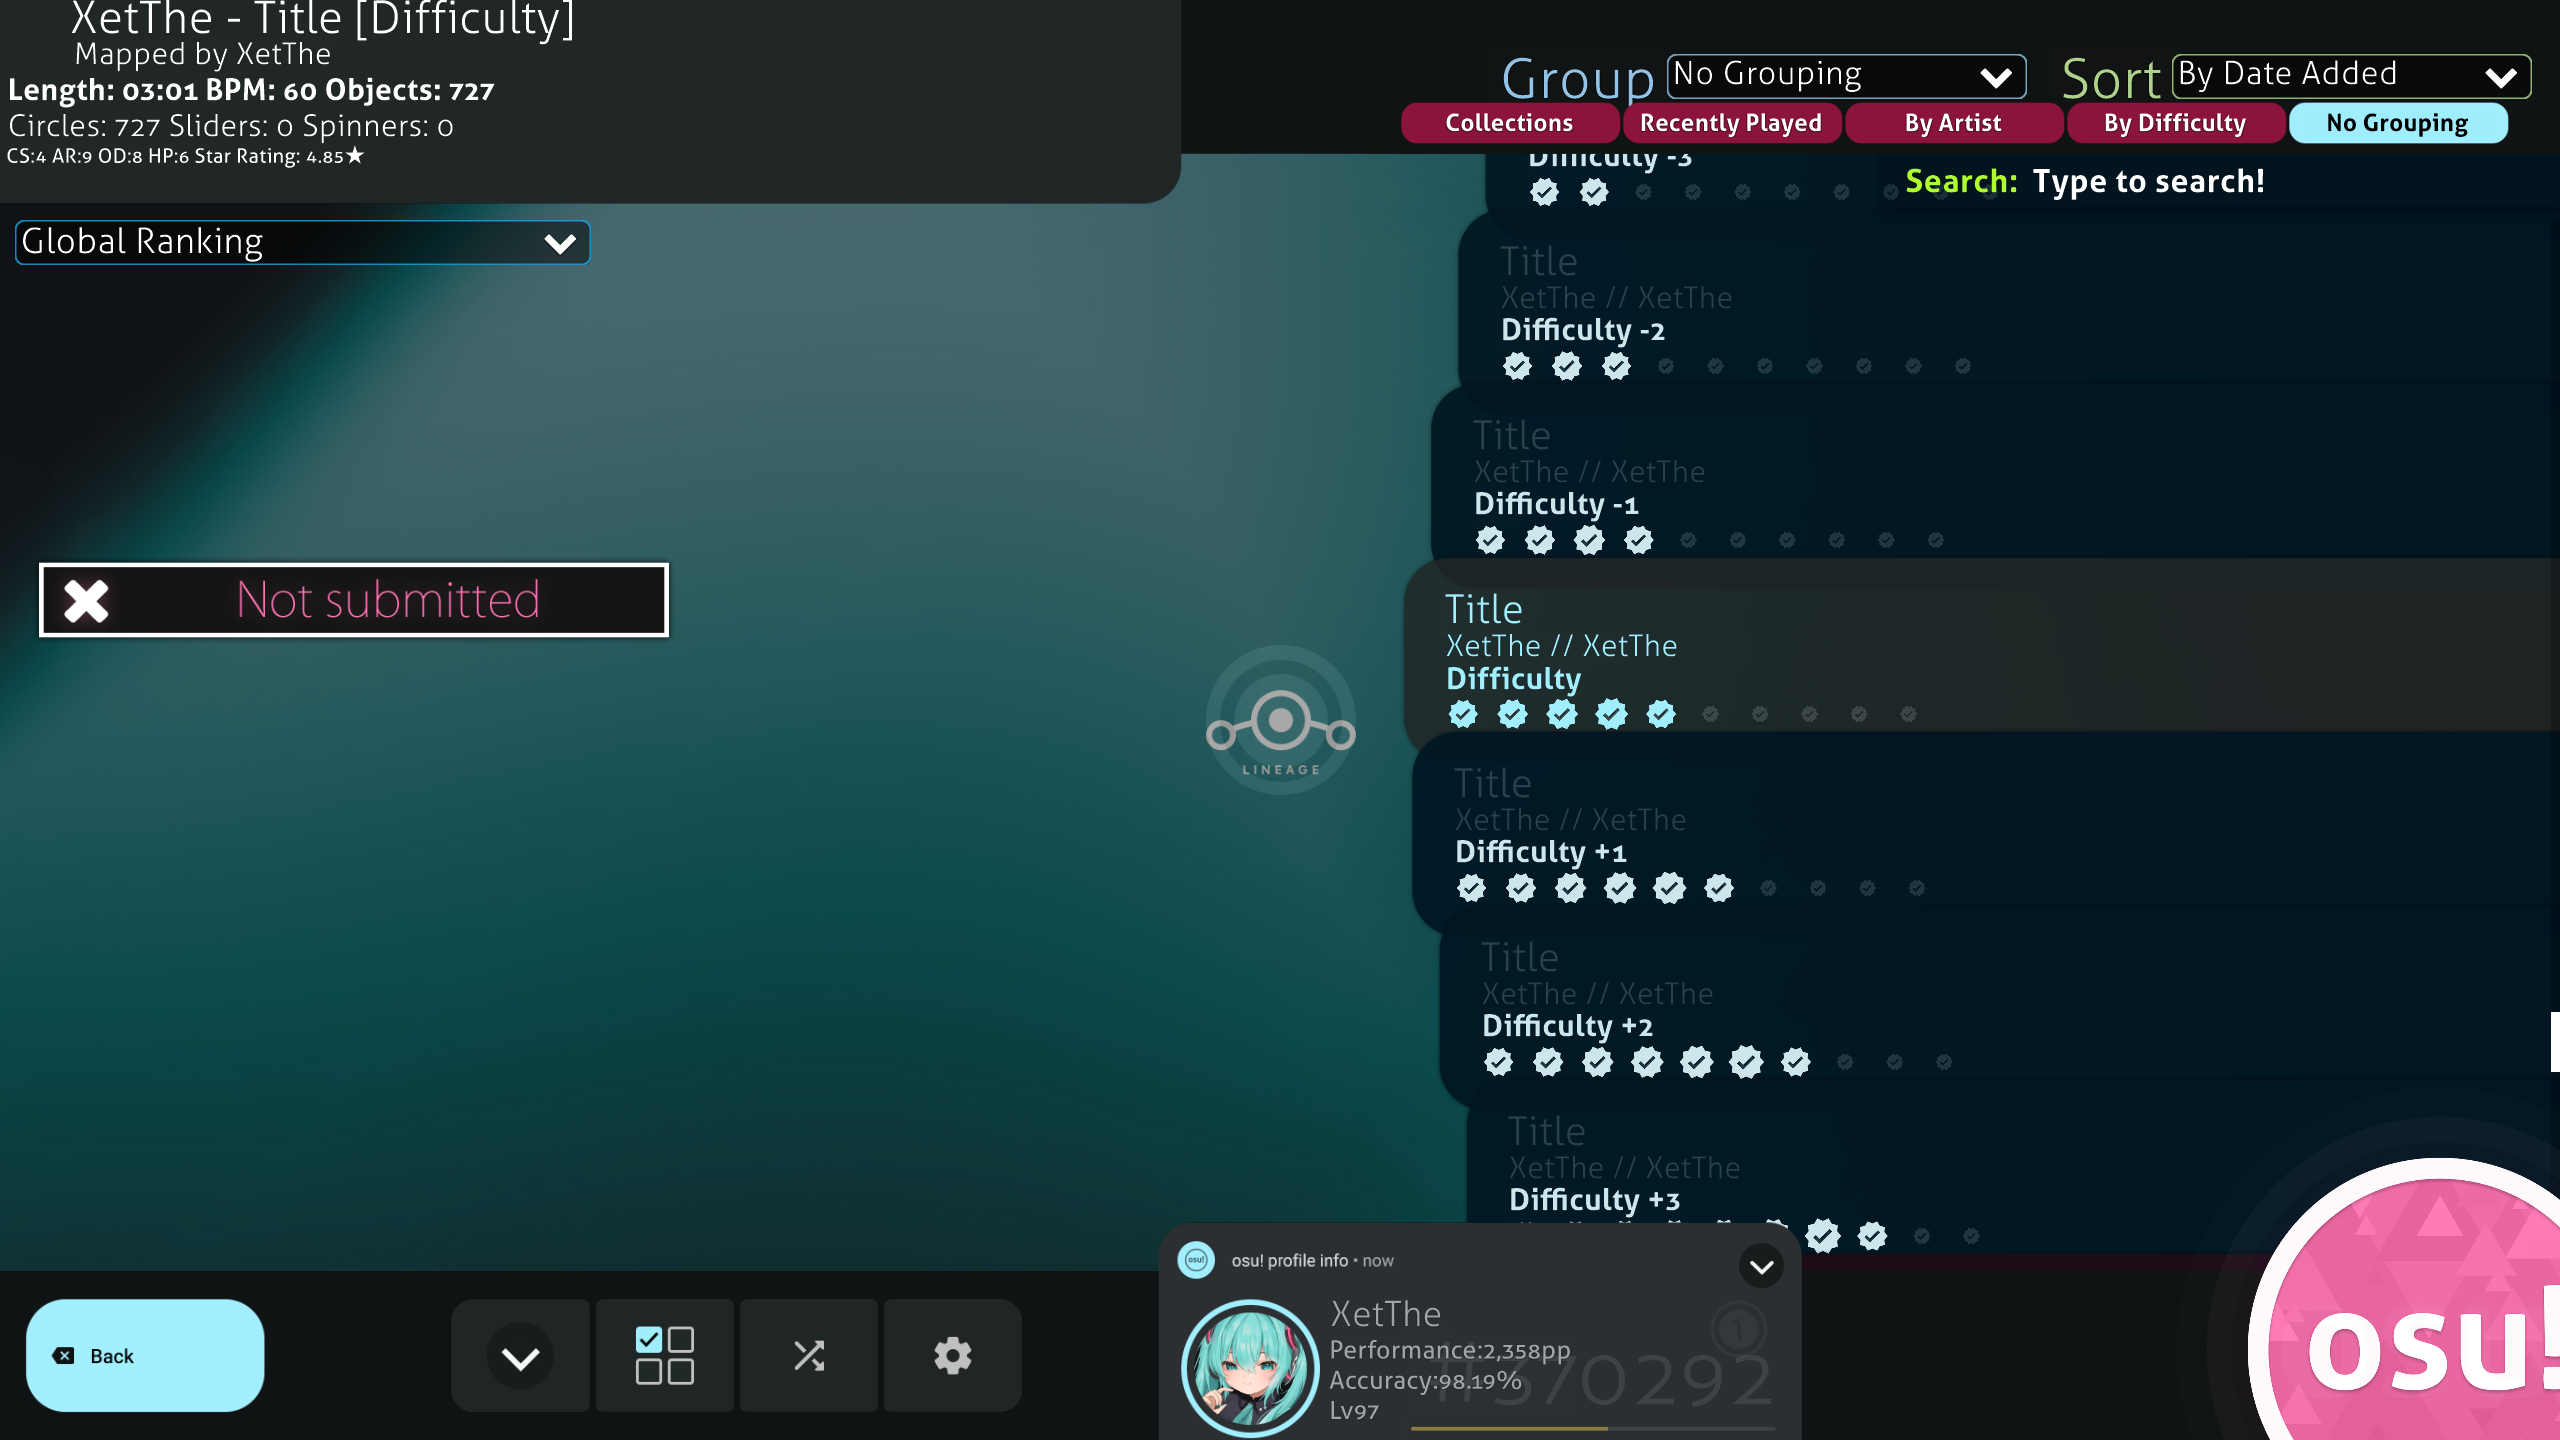 XetThe - Title [Difficulty]
Mapped by XetThe
Length: 03:01 BPM: 60 Objects: 727
Circles: 727 Sliders: 0 Spinners: 0
CS:4 AR:9 OD:8 HP:6 Star Rating: 4.85★
Group No Grouping
Sort By Date Added
Collections
Recently Played
By Artist
By Difficulty
No Grouping
Search: Type to search!
Global Ranking
Not submitted
LINEAGE
Difficulty -3
Title
XetThe // XetThe
Difficulty -2
Title
XetThe // XetThe
Difficulty -1
Title
XetThe // XetThe
Difficulty
Title
XetThe // XetThe
Difficulty +1
Title
XetThe // XetThe
Difficulty +2
Title
XetThe // XetThe
Difficulty +3
Back
osu!
osu! profile info • now
XetThe
Performance:2,358pp
Accuracy:98.19%
Lv97
#370292
1
osu!